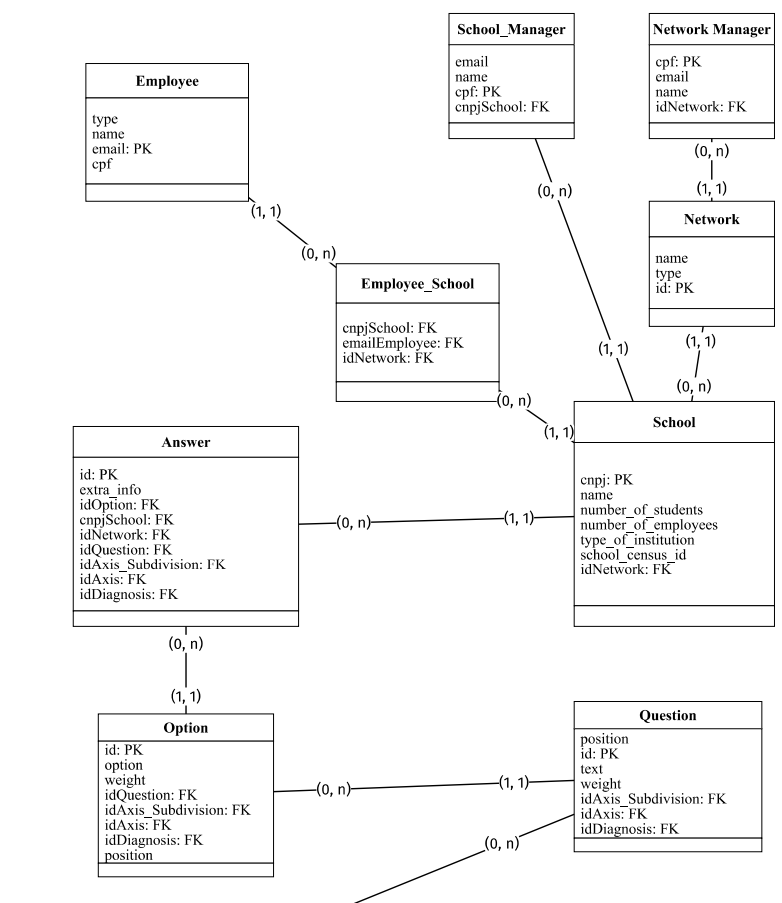 School_Manager
email
name
cpf: PK
cnpjSchool: FK
(0, n)
(1, 1)
Network Manager
cpf: PK
email
name
idNetwork: FK
(0, n)
(1, 1)
Network
name
type
id: PK
(1, 1)
(0, n)
Employee
type
name
email: PK
cpf
(1, 1)
(0, n)
Employee_School
cnpjSchool: FK
emailEmployee: FK
idNetwork: FK
(0, n)
(1, 1)
School
cnpj: PK
name
number_of_students
number_of_employees
type_of_institution
school_census_id
idNetwork: FK
Answer
id: PK
extra_info
idOption: FK
cnpjSchool: FK
idNetwork: FK
idQuestion: FK
idAxis_Subdivision: FK
idAxis: FK
idDiagnosis: FK
(0, n)
(1, 1)
(0, n)
(1, 1)
Option
id: PK
option
weight
idQuestion: FK
idAxis_Subdivision: FK
idAxis: FK
idDiagnosis: FK
position
(0, n)
(1, 1)
Question
position
id: PK
text
weight
idAxis_Subdivision: FK
idAxis: FK
idDiagnosis: FK
(0, n)